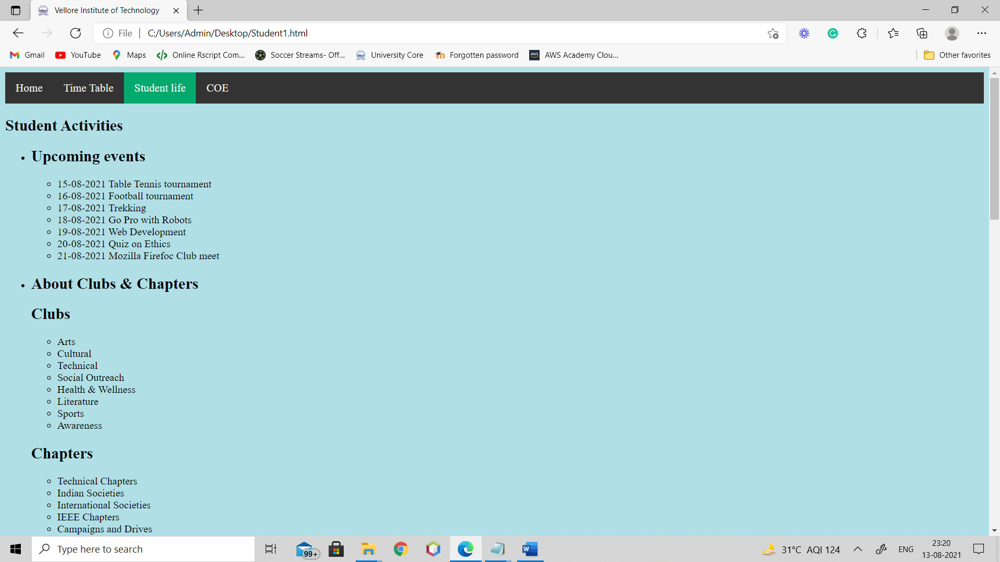 Vellore Institute of Technology
File
C:/Users/Admin/Desktop/Student1.html
Gmail YouTube Maps Online Rscript Com... Soccer Streams- Off... University Core Forgotten password AWS Academy Clou... Other favorites
Home Time Table Student life COE
Student Activities
Upcoming events
15-08-2021 Table Tennis tournament
16-08-2021 Football tournament
17-08-2021 Trekking
18-08-2021 Go Pro with Robots
19-08-2021 Web Development
20-08-2021 Quiz on Ethics
21-08-2021 Mozilla Firefoc Club meet
About Clubs & Chapters
Clubs
Arts
Cultural
Technical
Social Outreach
Health & Wellness
Literature
Sports
Awareness
Chapters
Technical Chapters
Indian Societies
International Societies
IEEE Chapters
Campaigns and Drives
Type here to search
99+
31°C AQI 124
ENG
23:20
13-08-2021